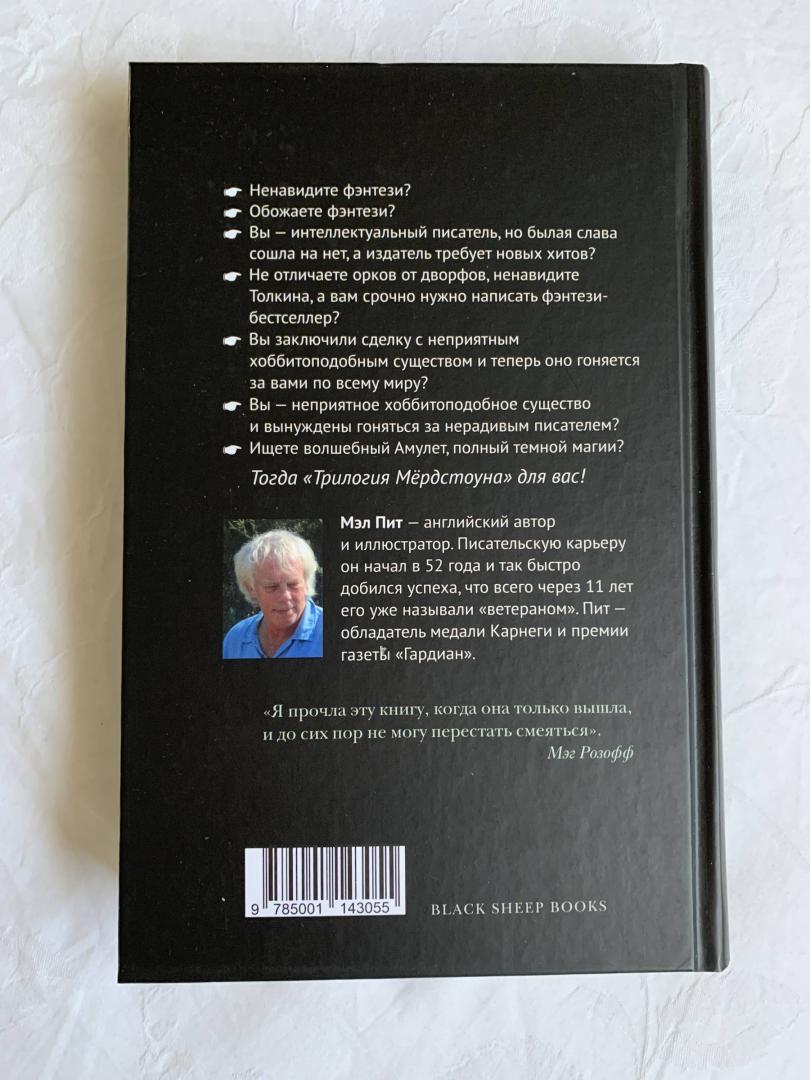 Ненавидите фэнтези?
Обожаете фэнтези?
Вы — интеллектуальный писатель, но былая слава
сошла на нет, а издатель требует новых хитов?
Не отличаете орков от дворфов, ненавидите
Толкина, а вам срочно нужно написать фэнтези-
бестселлер?
Вы заключили сделку с неприятным
хоббитоподобным существом и теперь оно гоняется
за вами по всему миру?
Вы — неприятное хоббитоподобное существо
и вынуждены гоняться за нерадивым писателем?
Ищете волшебный Амулет, полный темной магии?
Тогда «Трилогия Мёрдстоуна» для вас!
Мэл Пит — английский автор
и иллюстратор. Писательскую карьеру
он начал в 52 года и так быстро
добился успеха, что всего через 11 лет
его уже называли «ветераном». Пит —
обладатель медали Карнеги и премии
газеты «Гардиан».
«Я прочла эту книгу, когда она только вышла,
и до сих пор не могу перестать смеяться».
Мэг Розофф
9 785001 143055
BLACK SHEEP BOOKS